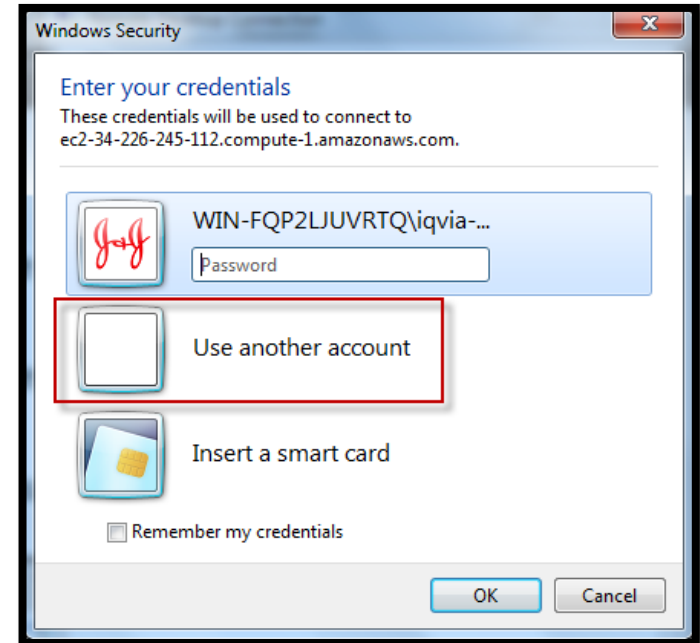 Windows Security
Enter your credentials
These credentials will be used to connect to
ec2-34-226-245-112.compute-1.amazonaws.com.
WIN-FQP2LJUVRTQ\iqvia-...
J&J
Password
Use another account
Insert a smart card
Remember my credentials
OK
Cancel